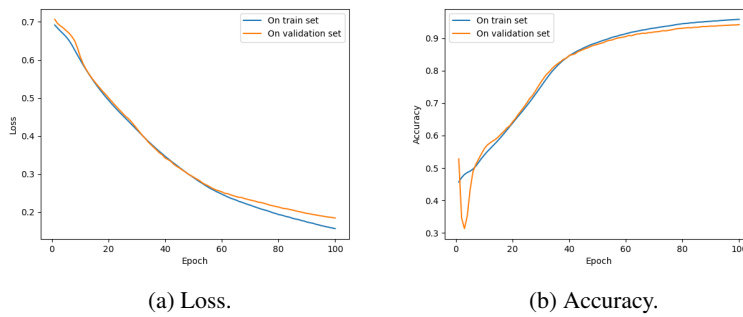 On train set
On validation set
0.7
0.6
0.5
0.4
0.3
0.2
Loss
0 20 40 60 80 100
Epoch
(a) Loss.
On train set
On validation set
0.9
0.8
0.7
0.6
0.5
0.4
0.3
Accuracy
0 20 40 60 80 100
Epoch
(b) Accuracy.